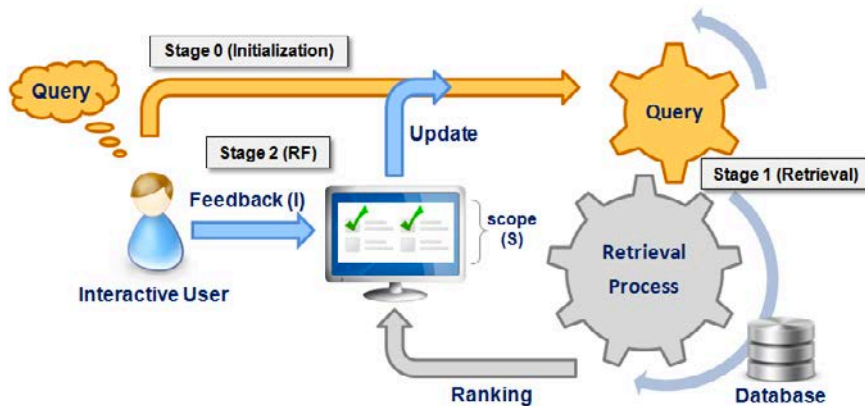 Stage 0 (Initialization)
Query
Query
Update
Stage 2 (RF)
Stage 1 (Retrieval)
Feedback (I)
scope
(S)
Retrieval
Process
Interactive User
Ranking
Database